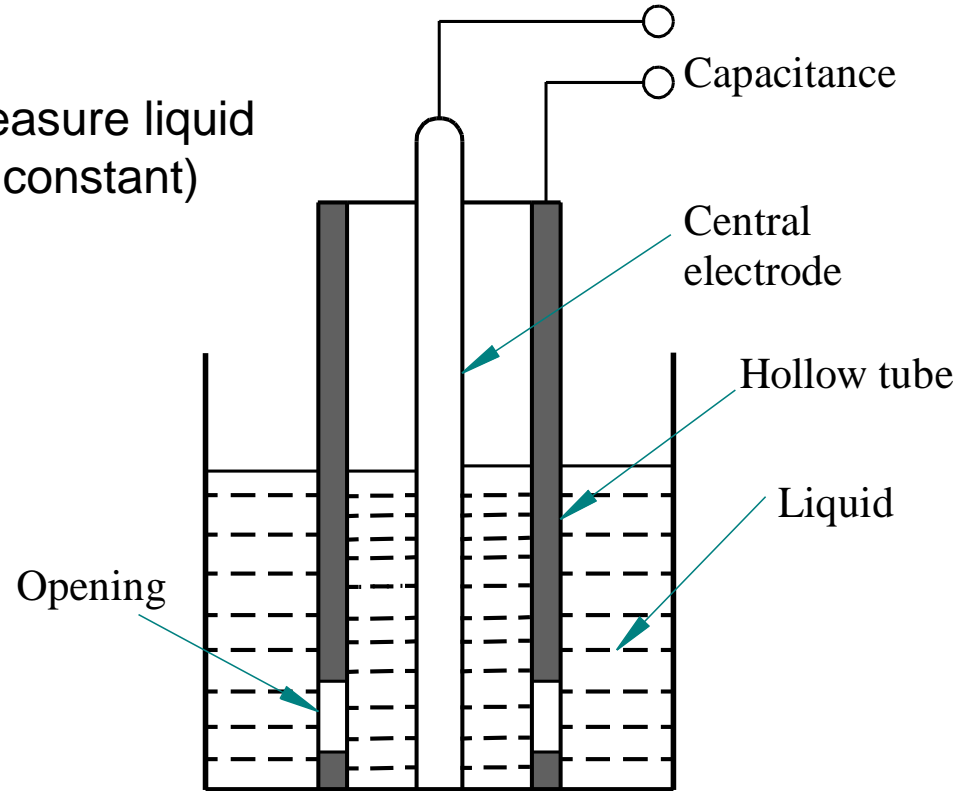 Capacitance
easure liquid
constant)
Central
electrode
Hollow tube
Liquid
Opening